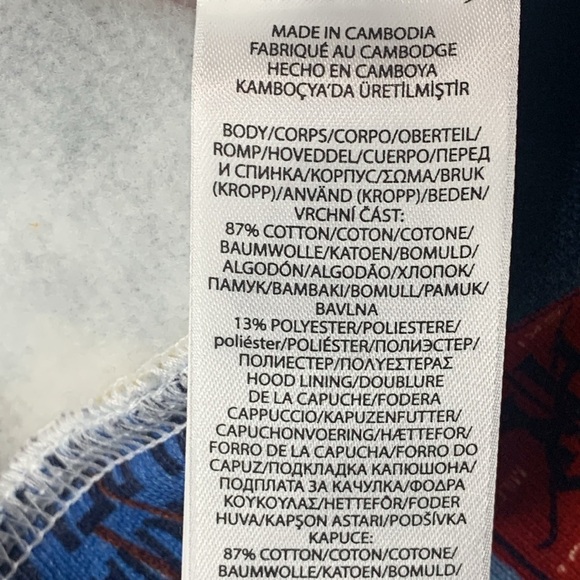 MADE IN CAMBODIA
FABRIQUÉ AU CAMBODGE
HECHO EN CAMBOYA
KAMBOÇYA'DA ÜRETİLMİŞTİR
BODY/CORPS/CORPO/OBERTEIL/
ROMP/HOVEDDEL/CUERPO/ПЕРЕД
И СПИНКА/КОРПУС/ΣΩΜΑ/BRUK
(KROPP)/ANVÄND (KROPP)/BEDEN/
VRCHNÍ ČÁST:
87% COTTON/COTON/COTONE/
BAUMWOLLE/KATOEN/BOMULD/
ALGODÓN/ALGODÃO/ХЛОПОК/
ПАМУК/ΒΑΜΒΑΚΙ/BOMULL/PAMUK/
BAVLNA
13% POLYESTER/POLIESTERE/
poliéster/POLIÉSTER/ПОЛИЭСТЕР/
ПОЛИЕСТЕР/ΠΟΛΥΕΣΤΕΡΑΣ
HOOD LINING/DOUBLURE
DE LA CAPUCHE/FODERA
CAPPUCCIO/KAPUZENFUTTER/
CAPUCHONVOERING/HÆTTEFOR/
FORRO DE LA CAPUCHA/FORRO DO
CAPUZ/ПОДКЛАДКА КАПЮШОНА/
ПОДПЛАТА ЗА КАЧУЛКА/ΦΟΔΡΑ
ΚΟΥΚΟΥΛΑΣ/HETTEFÔR/FODER
HUVA/KAPŞON ASTARI/PODŠÍVKA
KAPUCE:
87% COTTON/COTON/COTONE/
BAUMWOLLE/KATOEN/BOMULD/